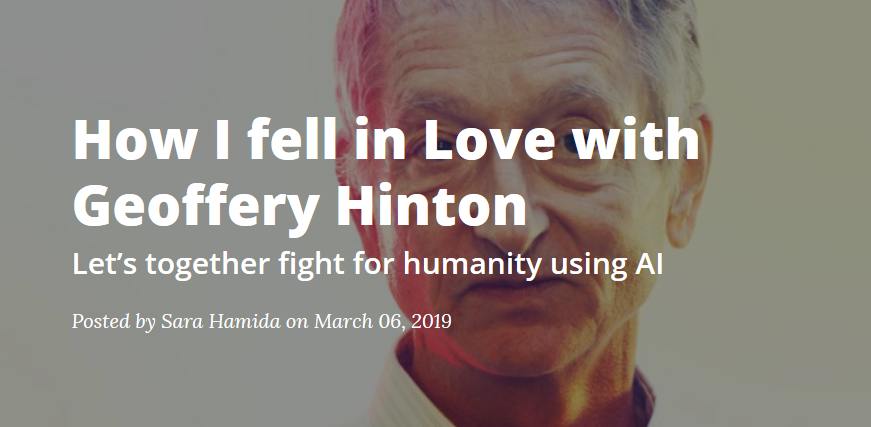 How I fell in Love with
Geoffery Hinton
Let’s together fight for humanity using AI
Posted by Sara Hamida on March 06, 2019